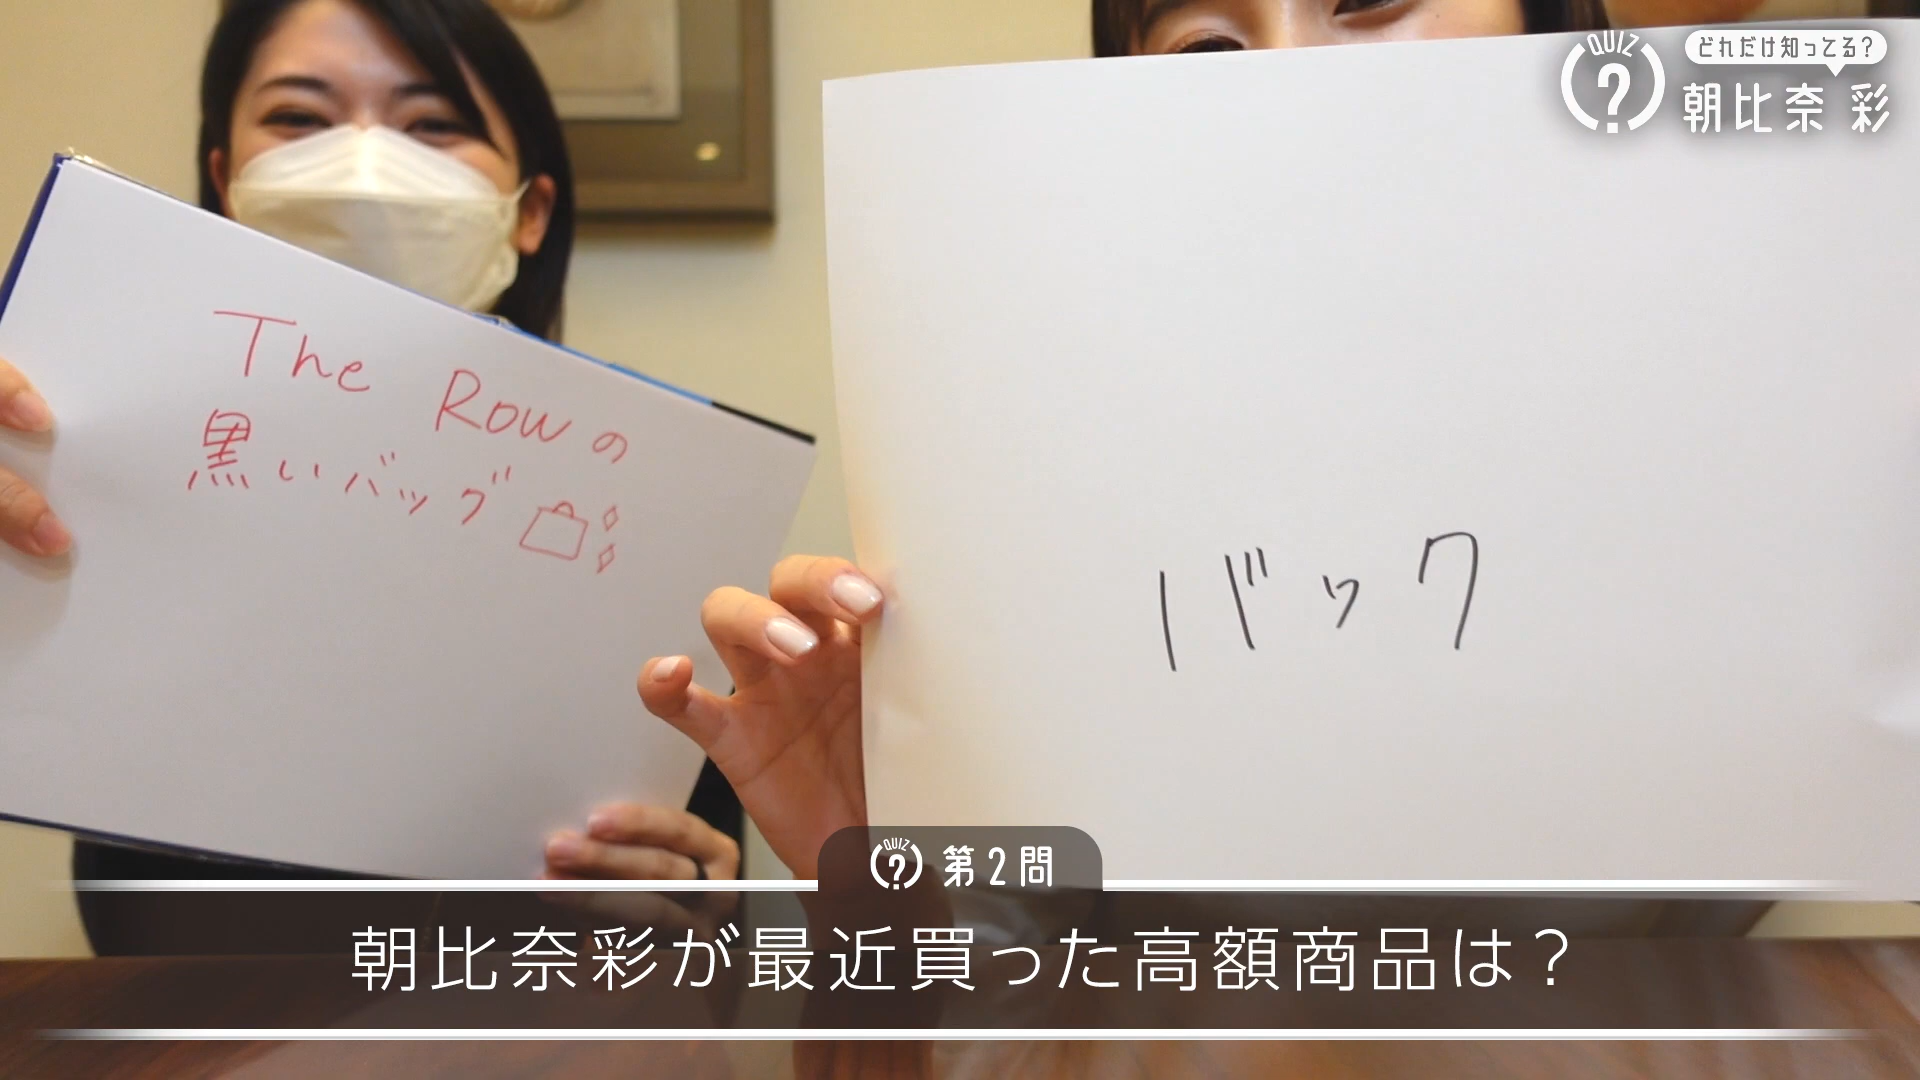 QUIZ
?
どれだけ知ってる？
朝比奈 彩
The Row の
黒いバッグ
バック
QUIZ
?
第2問
朝比奈彩が最近買った高額商品は？